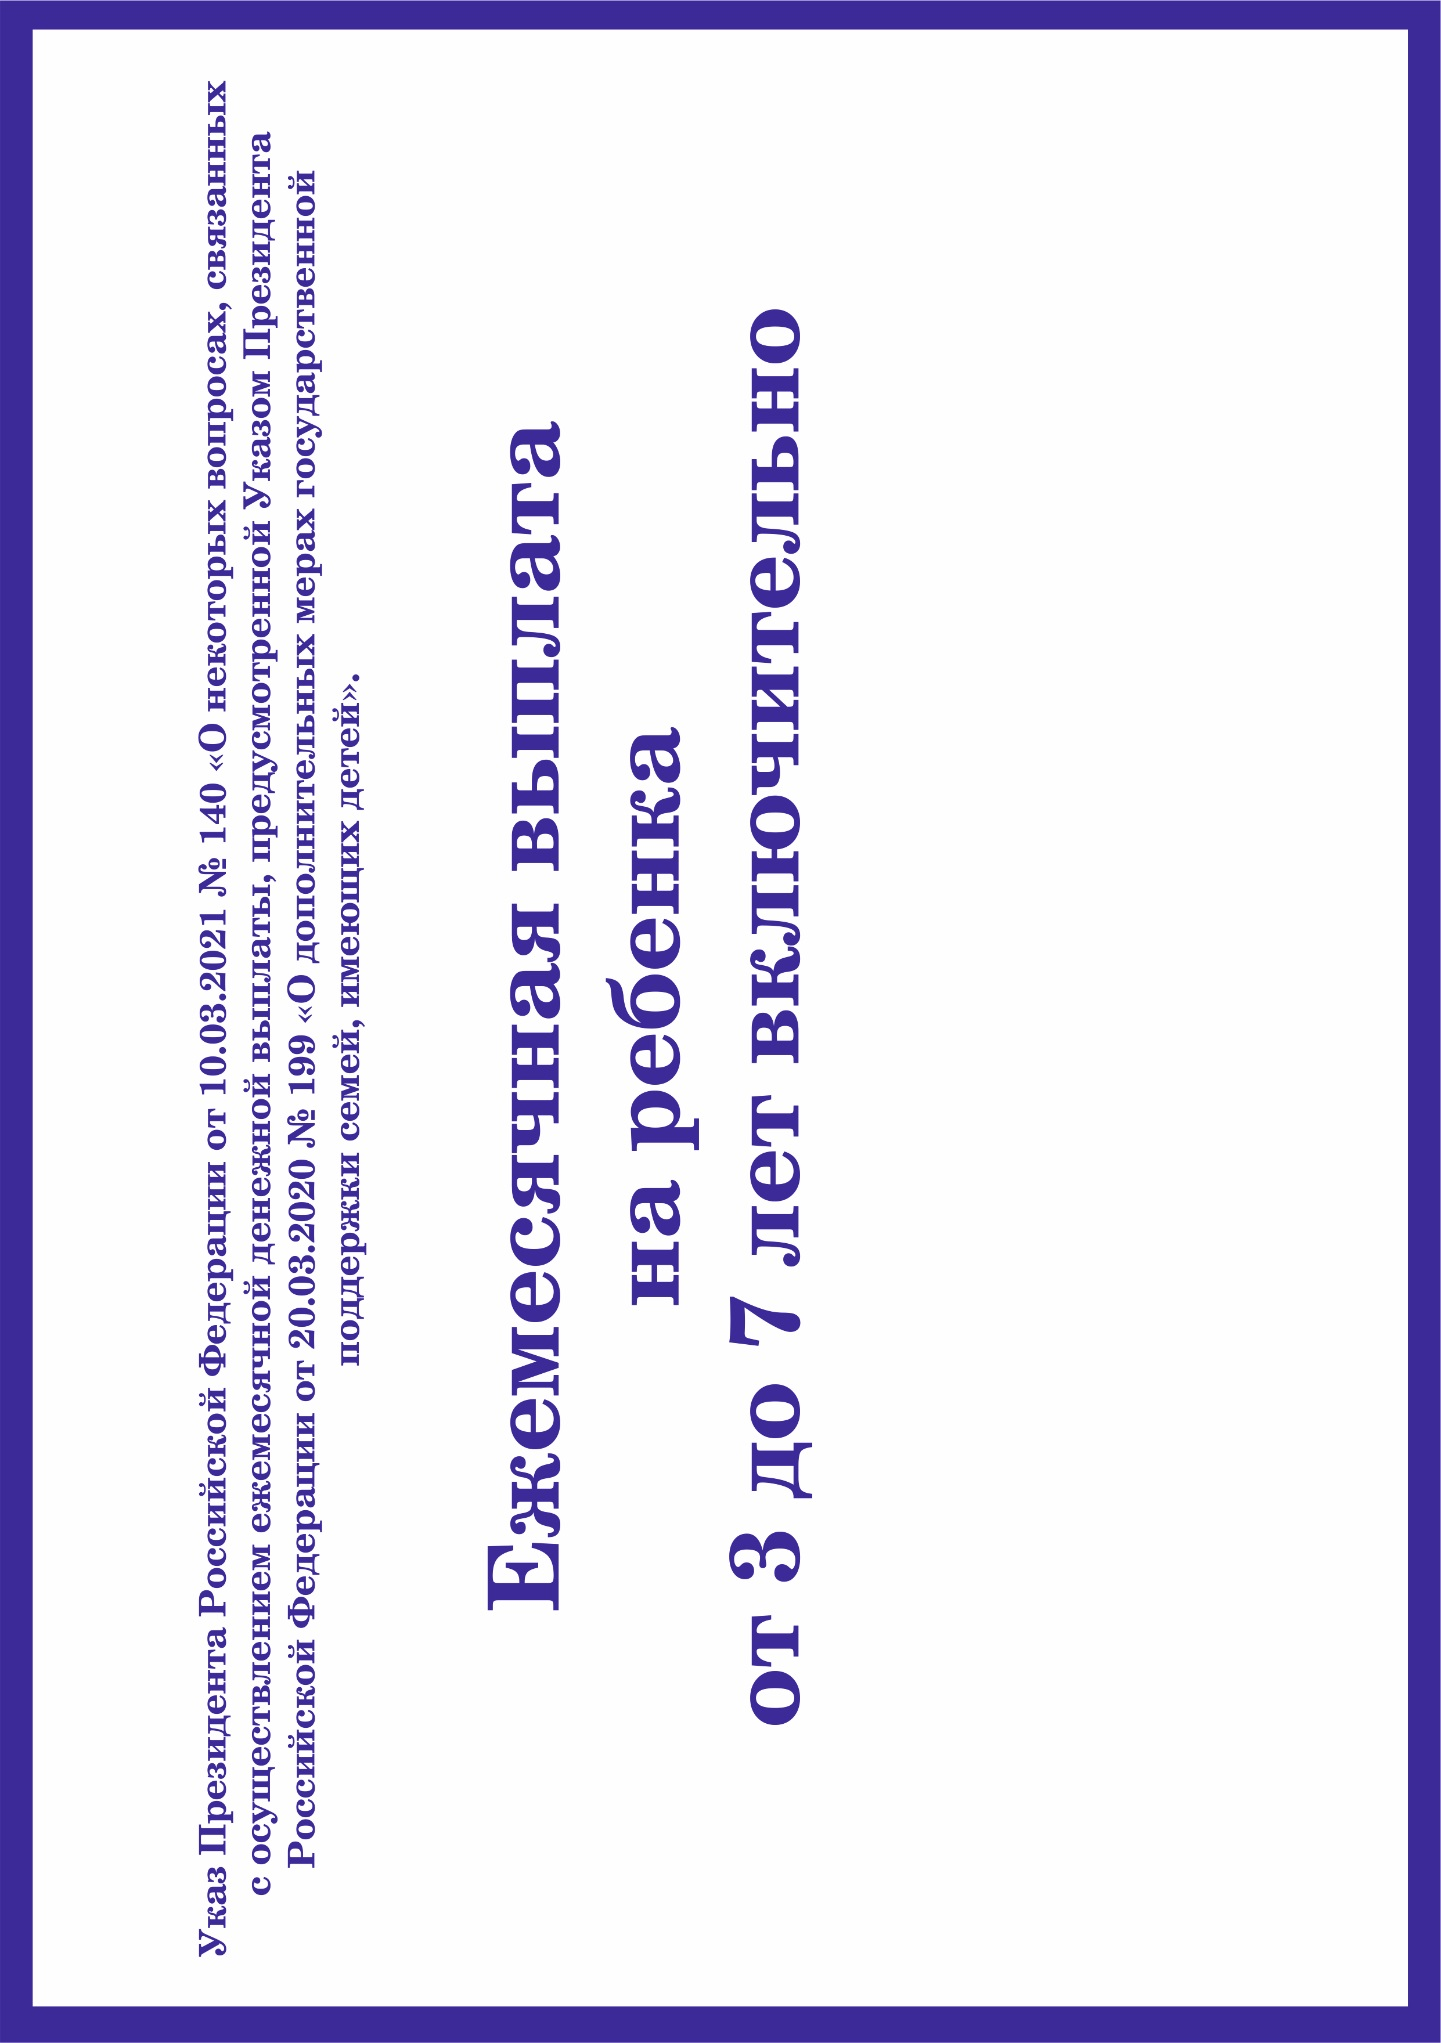 Указ Президента Российской Федерации от 10.03.2021 № 140 «О некоторых вопросах, связанных
с осуществлением ежемесячной денежной выплаты, предусмотренной Указом Президента
Российской Федерации от 20.03.2020 № 199 «О дополнительных мерах государственной
поддержки семей, имеющих детей».
Ежемесячная выплата
на ребенка
от 3 до 7 лет включительно